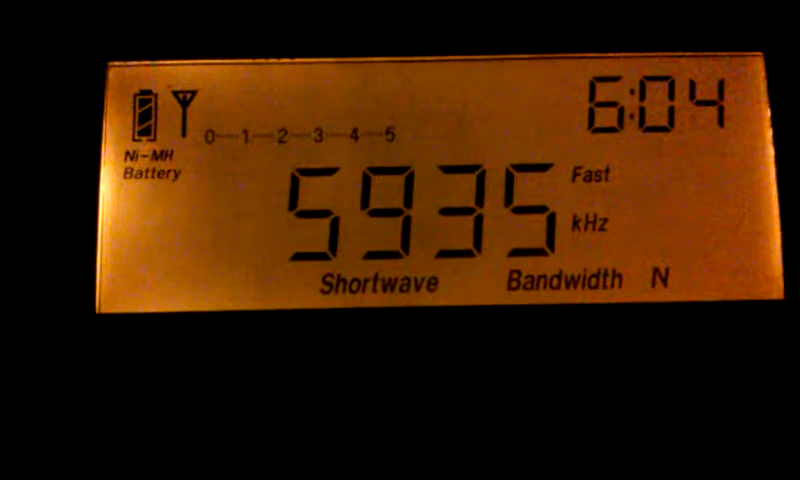 6:04
0 1 2 3 4 5
Ni-MH
Battery
5935 Fast
kHz
Shortwave Bandwidth N